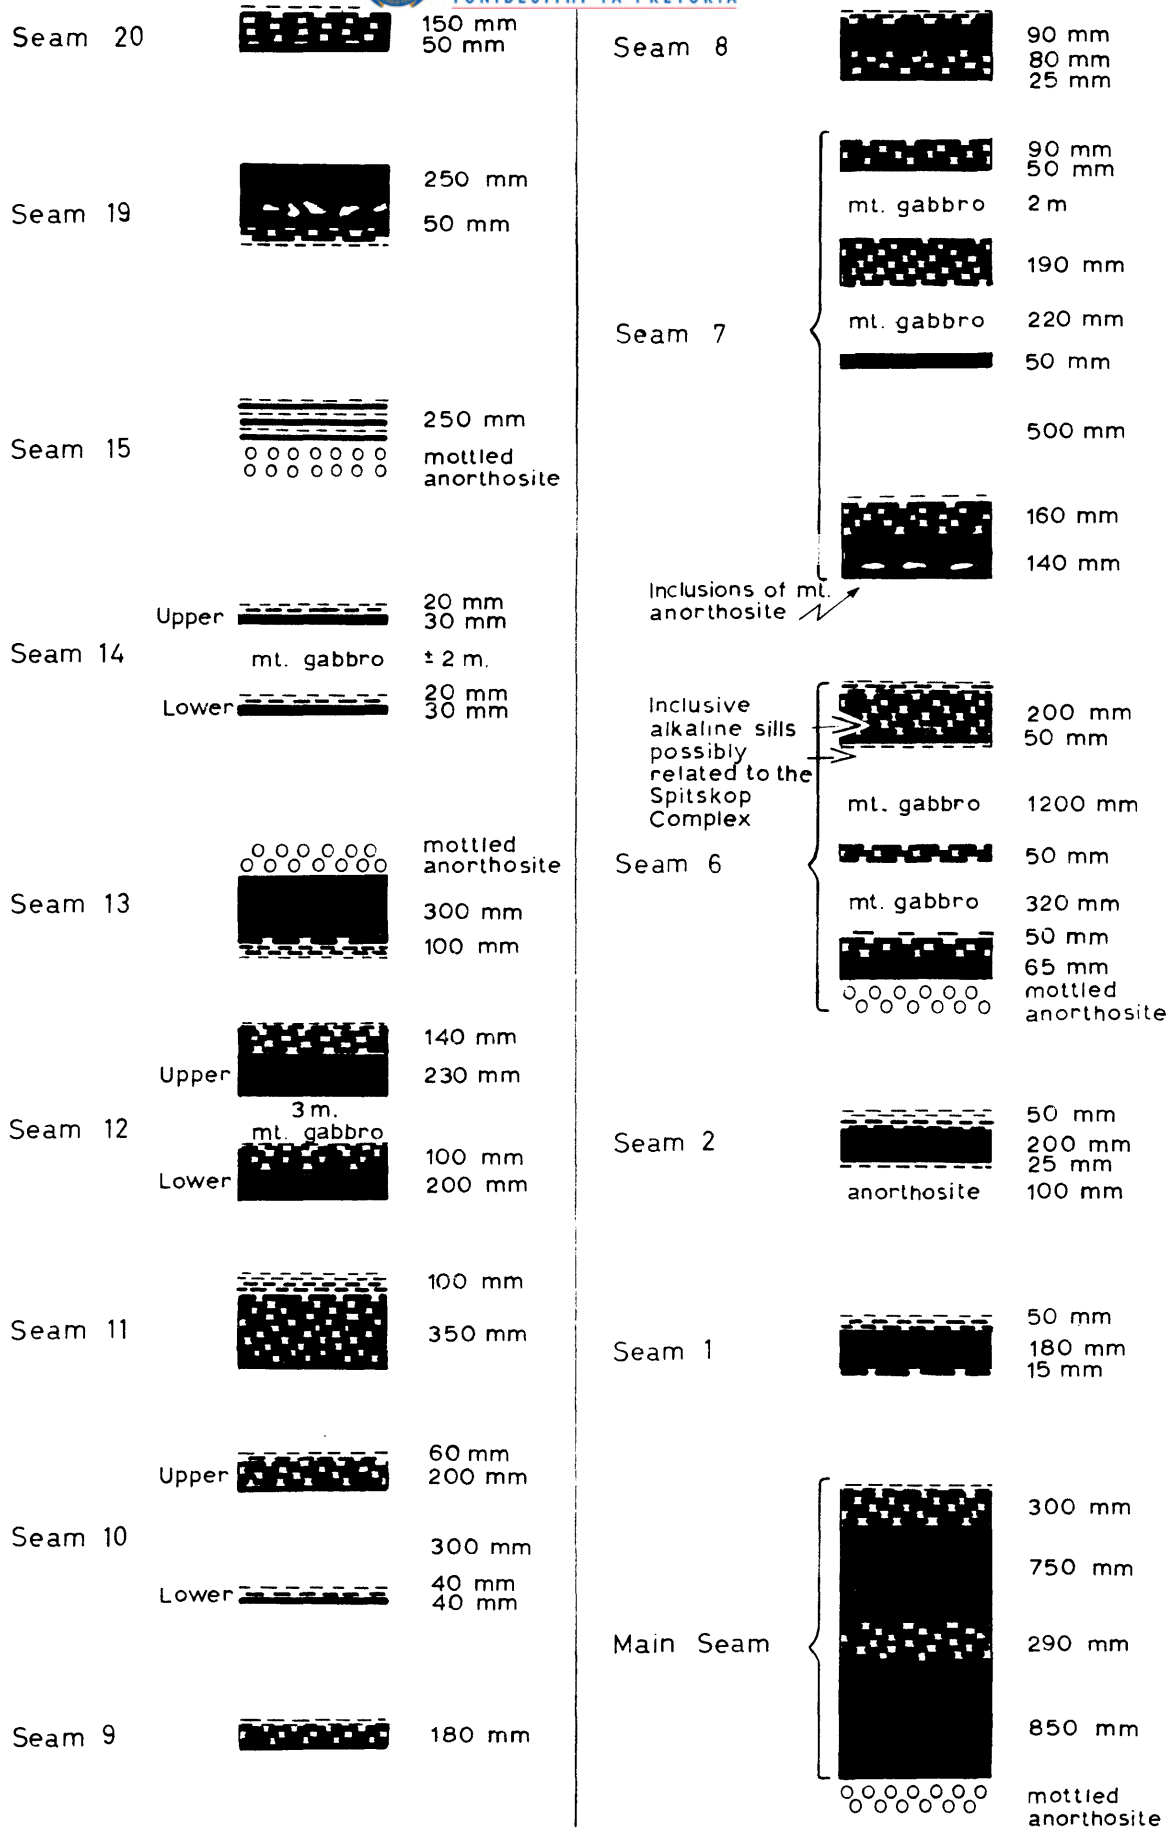 YUNIBESITHI YA PRETORIA
Seam 20
150 mm
50 mm
Seam 19
250 mm
50 mm
Seam 15
250 mm
mottled
anorthosite
Seam 14
Upper
20 mm
30 mm
mt. gabbro ± 2 m.
Lower
20 mm
30 mm
Seam 13
mottled
anorthosite
300 mm
100 mm
Seam 12
Upper
140 mm
230 mm
3 m.
mt. gabbro
Lower
100 mm
200 mm
Seam 11
100 mm
350 mm
Seam 10
Upper
60 mm
200 mm
300 mm
Lower
40 mm
40 mm
Seam 9
180 mm
Seam 8
90 mm
80 mm
25 mm
Seam 7
90 mm
50 mm
mt. gabbro 2 m
190 mm
mt. gabbro 220 mm
50 mm
500 mm
160 mm
140 mm
Inclusions of mt.
anorthosite
Seam 6
Inclusive
alkaline sills
possibly
related to the
Spitskop
Complex
200 mm
50 mm
mt. gabbro 1200 mm
50 mm
mt. gabbro 320 mm
50 mm
65 mm
mottled
anorthosite
Seam 2
50 mm
200 mm
25 mm
anorthosite 100 mm
Seam 1
50 mm
180 mm
15 mm
Main Seam
300 mm
750 mm
290 mm
850 mm
mottled
anorthosite